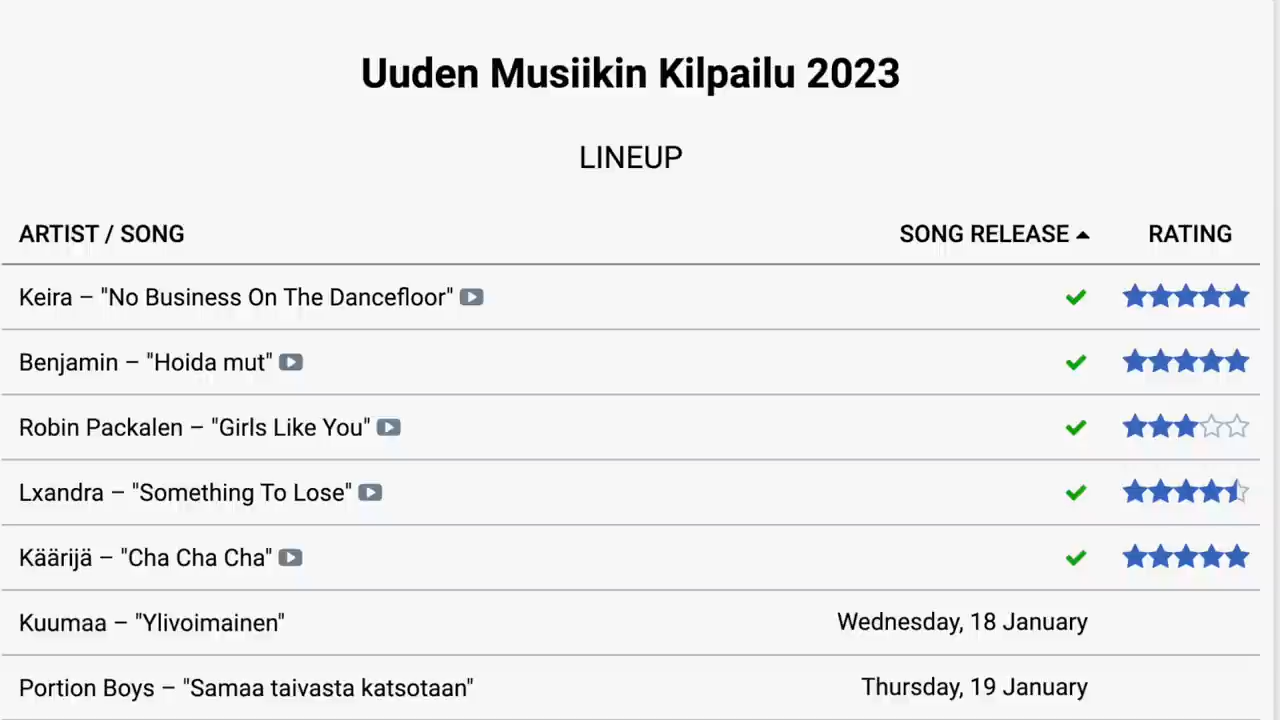 Uuden Musiikin Kilpailu 2023
LINEUP
ARTIST / SONG SONG RELEASE RATING
Keira – "No Business On The Dancefloor"
Benjamin – "Hoida mut"
Robin Packalen – "Girls Like You"
Lxandra – "Something To Lose"
Käärijä – "Cha Cha Cha"
Kuumaa – "Ylivoimainen" Wednesday, 18 January
Portion Boys – "Samaa taivasta katsotaan" Thursday, 19 January